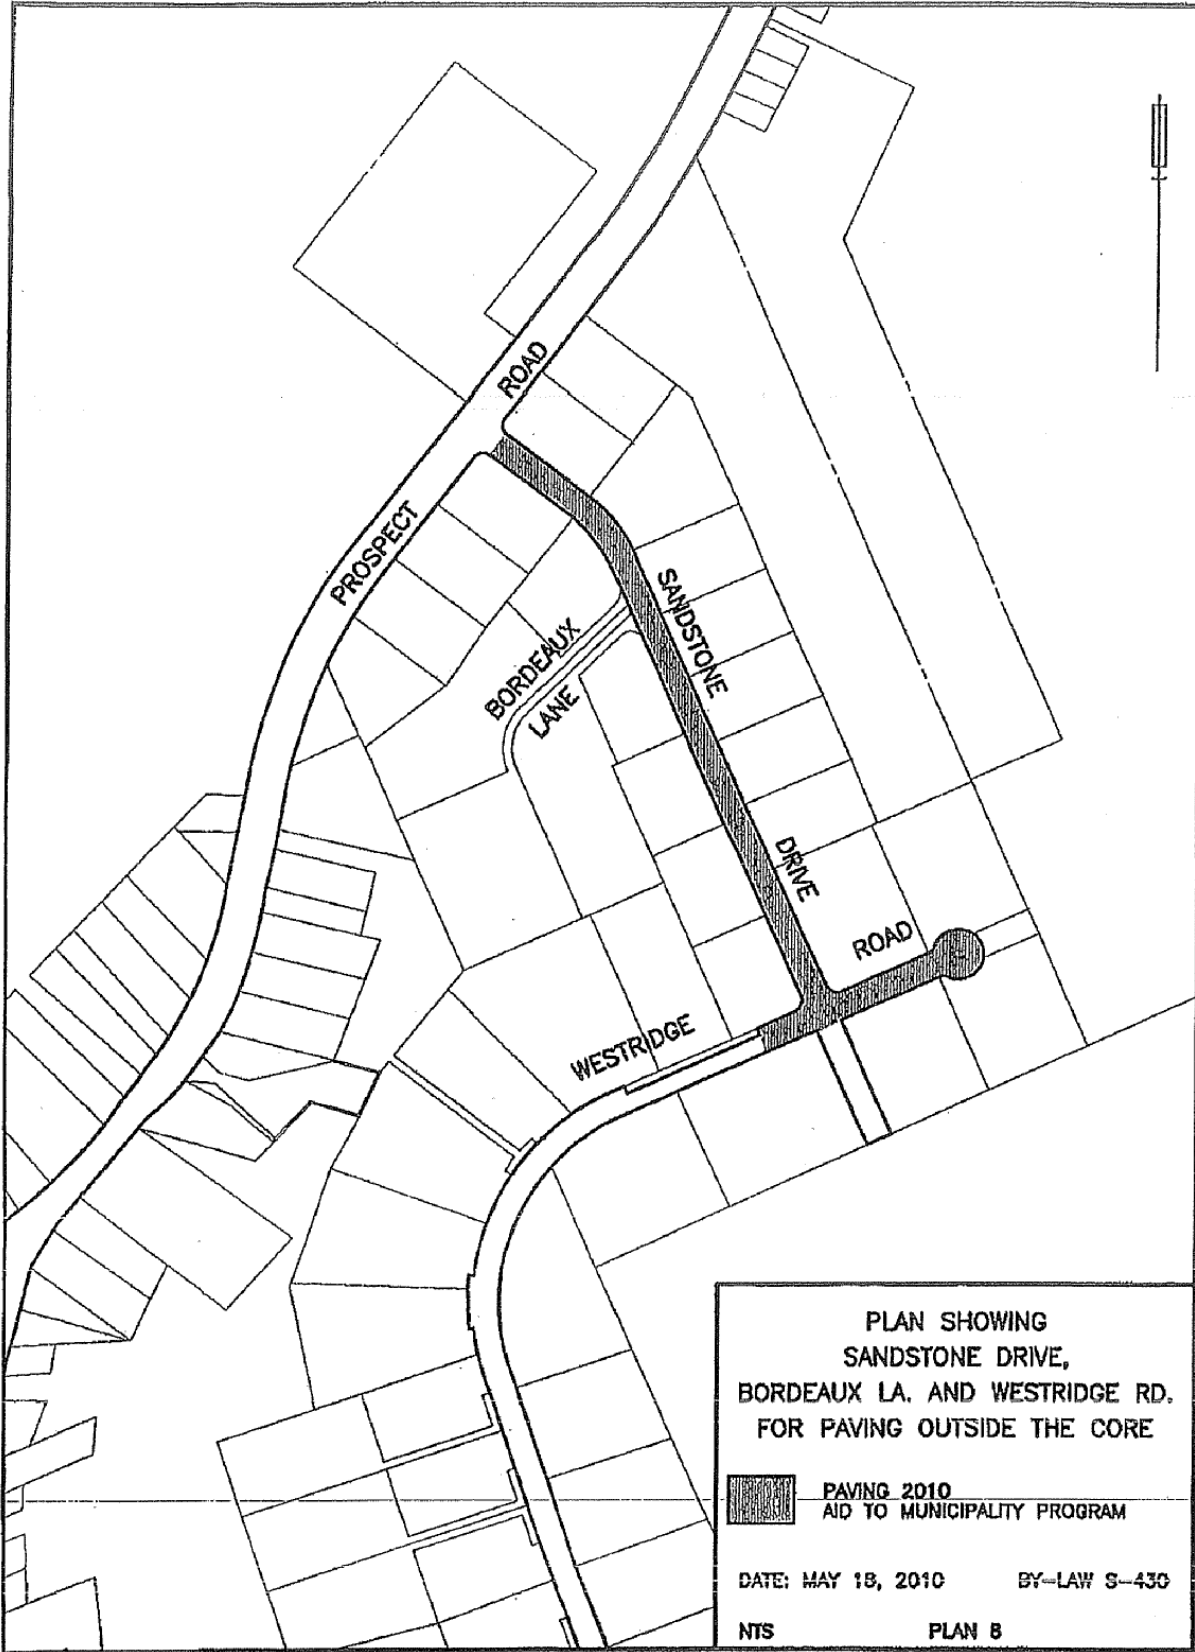 ROAD
PROSPECT
SANDSTONE
BORDEAUX
LANE
DRIVE
ROAD
WESTRIDGE
PLAN SHOWING
SANDSTONE DRIVE,
BORDEAUX LA. AND WESTRIDGE RD.
FOR PAVING OUTSIDE THE CORE
PAVING 2010
AID TO MUNICIPALITY PROGRAM
DATE: MAY 18, 2010 BY-LAW S-430
NTS PLAN 8